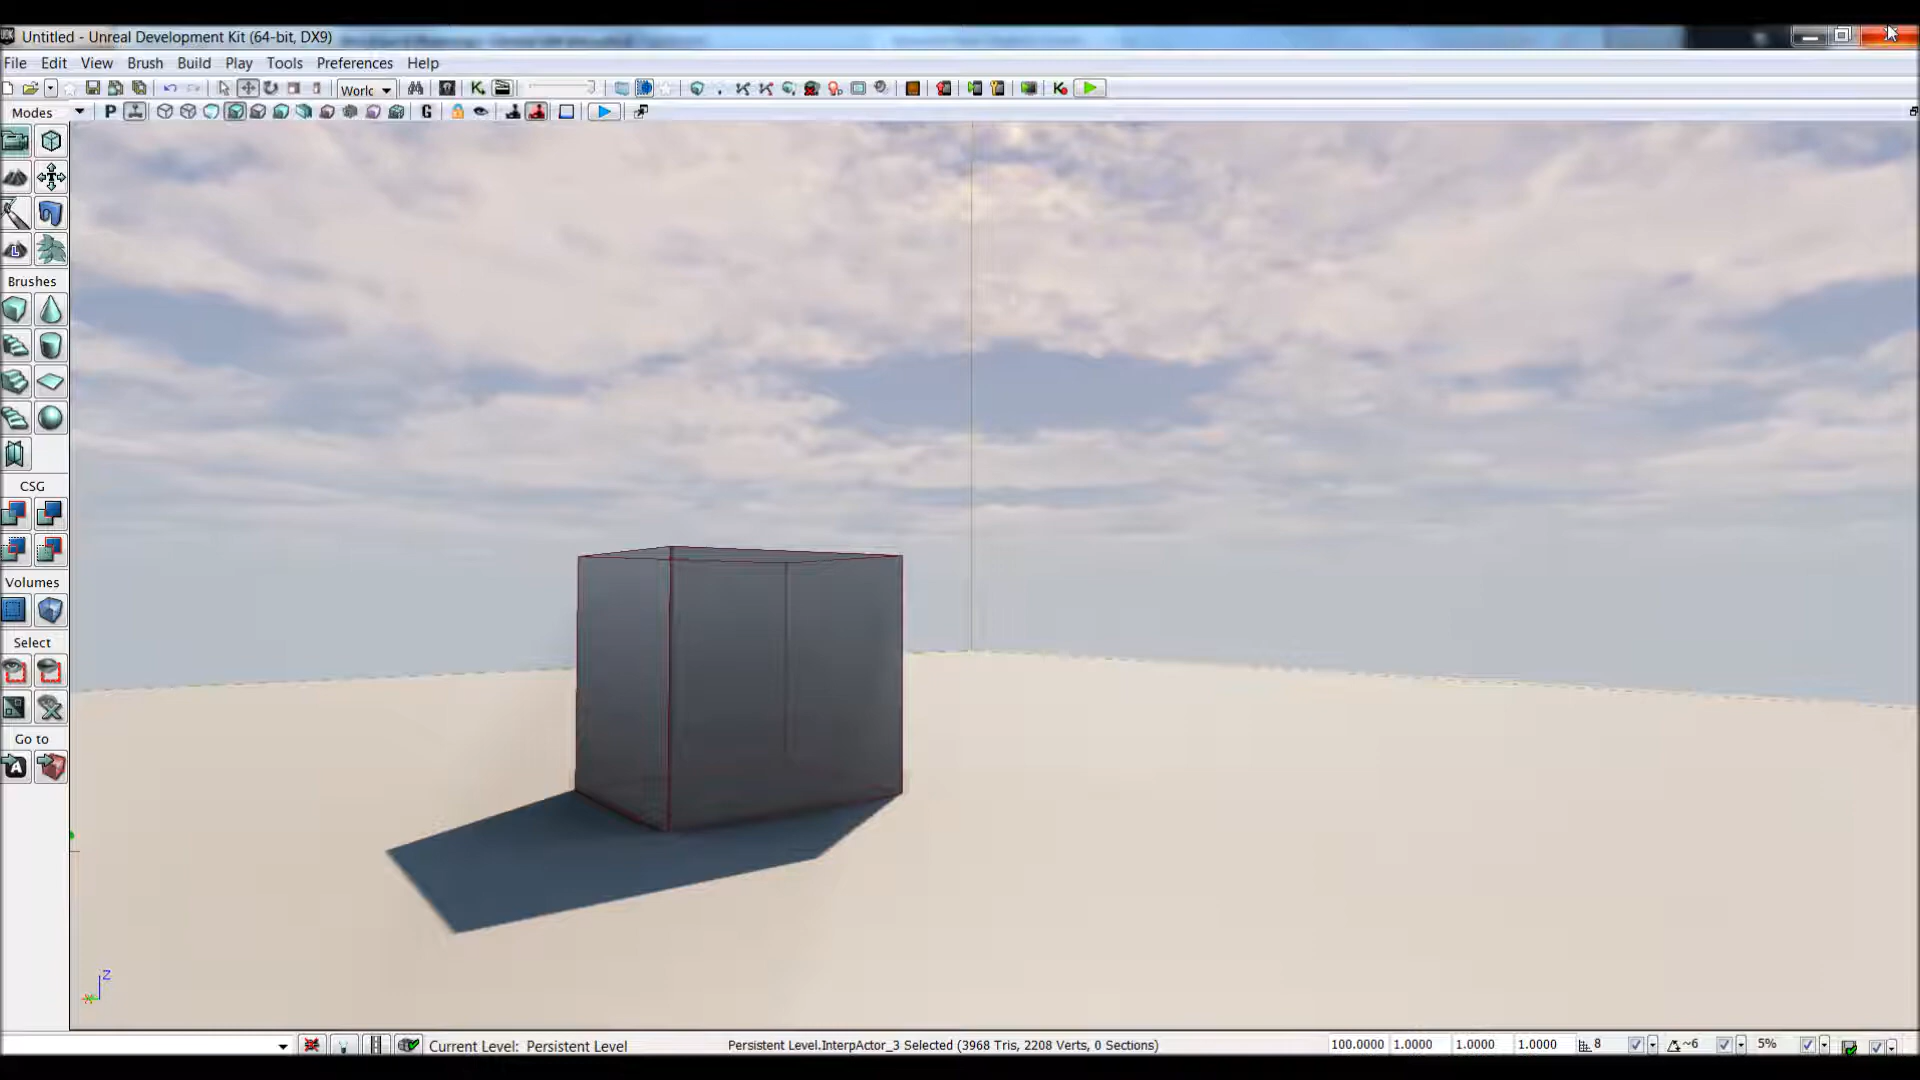 Untitled - Unreal Development Kit (64-bit, DX9)
File Edit View Brush Build Tools Play Preferences Help
Worlc
Modes P G
Brushes
CSG
Volumes
Select
Go to
A
Z
X
Current Level: Persistent Level
Persistent Level.InterpActor_3 Selected (3968 Tris, 2208 Verts, 0 Sections)
100.0000 1.0000 1.0000 1.0000 8 ~6 5%